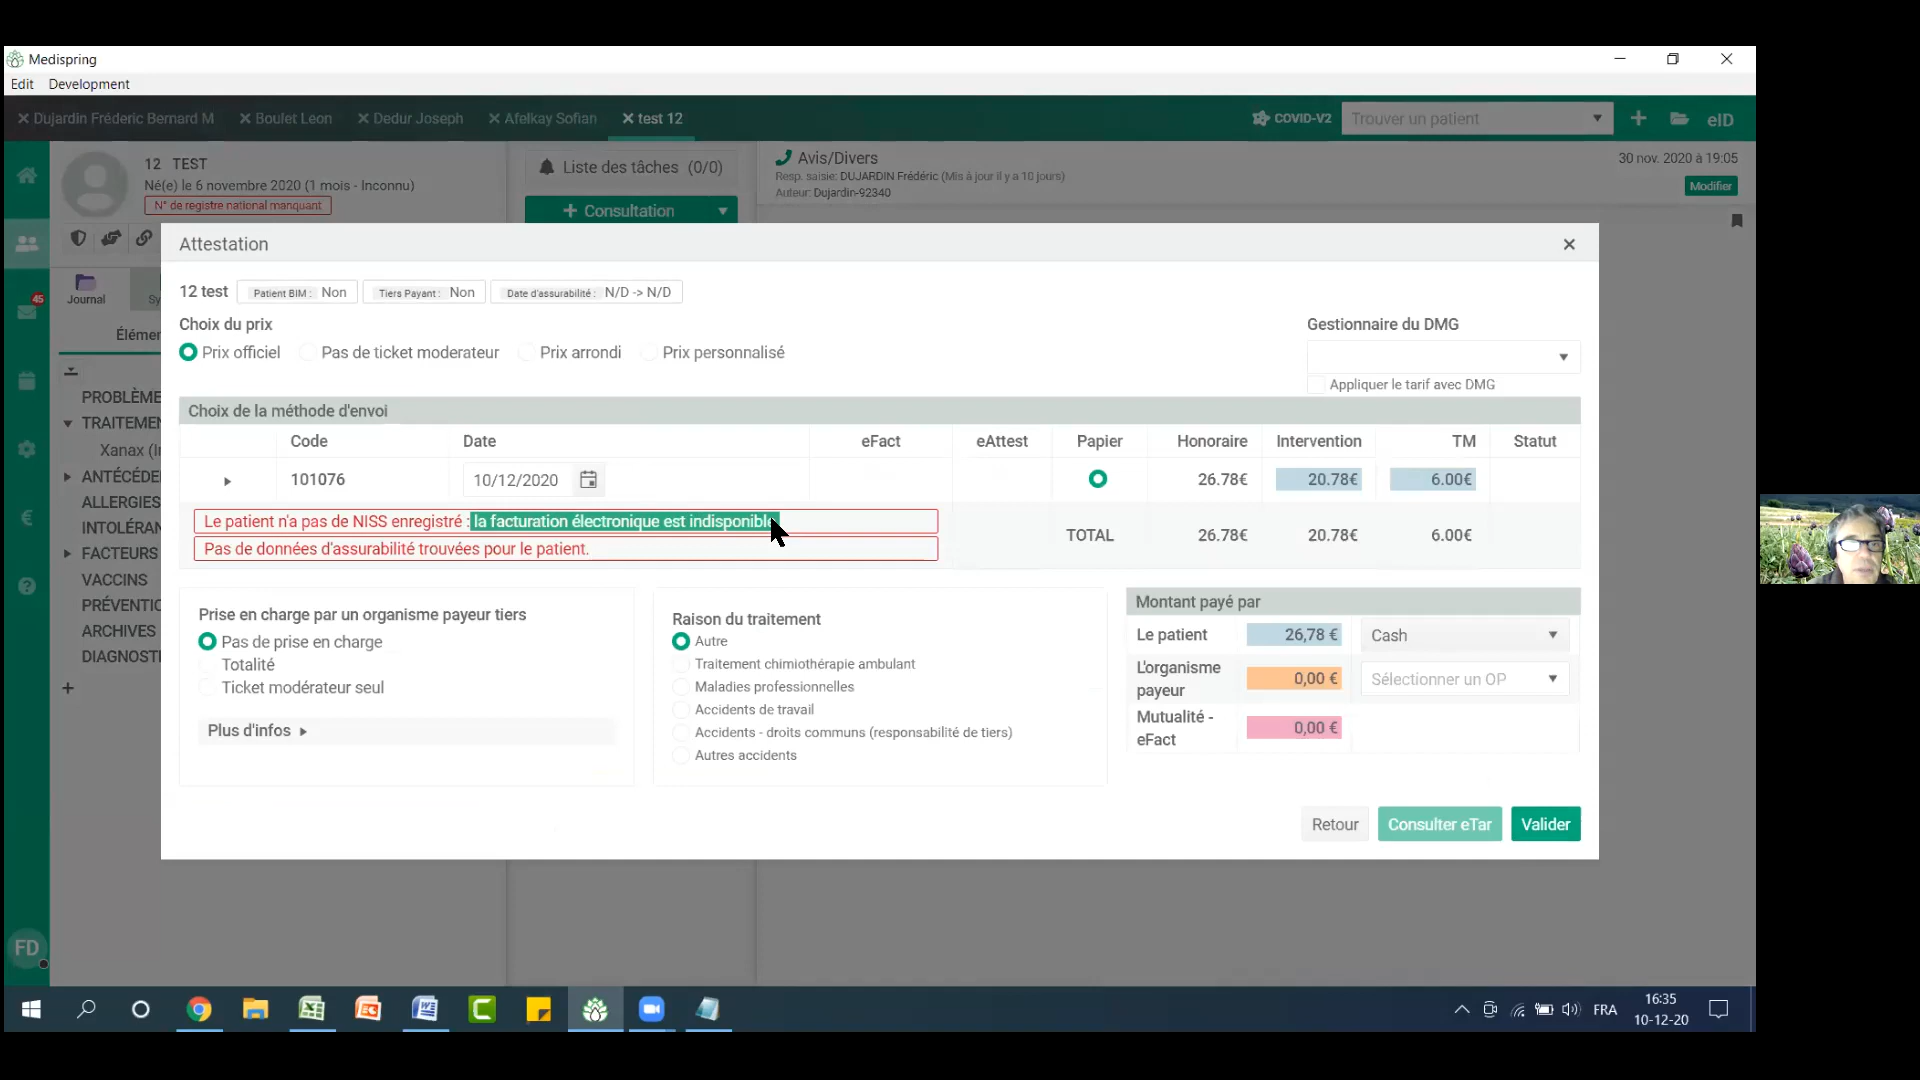 Medispring
Edit Development
Dujardin Fréderic Bernard M
Boulet Leon
Dedur Joseph
Afelkay Sofian
test 12
COVID-V2
Trouver un patient
eID
12 TEST
Né(e) le 6 novembre 2020 (1 mois - Inconnu)
N° de registre national manquant
Liste des tâches (0/0)
+ Consultation
Avis/Divers
Resp. saisie: DUJARDIN Frédéric (Mis à jour il y a 10 jours)
Auteur: Dujardin-92340
30 nov. 2020 à 19:05
Modifier
45
Journal
Sy
Élémen
PROBLÈME
TRAITEMEN
Xanax (In
ANTÉCÉDE
ALLERGIES
INTOLÉRAN
FACTEURS
VACCINS
PRÉVENTIO
ARCHIVES
DIAGNOSTI
FD
Attestation
12 test
Patient BIM : Non
Tiers Payant : Non
Date d'assurabilité : N/D -> N/D
Choix du prix
Prix officiel
Pas de ticket moderateur
Prix arrondi
Prix personnalisé
Gestionnaire du DMG
Appliquer le tarif avec DMG
Choix de la méthode d'envoi
Code Date eFact eAttest Papier Honoraire Intervention TM Statut
101076 10/12/2020 26.78€ 20.78€ 6.00€
Le patient n'a pas de NISS enregistré : la facturation électronique est indisponible
Pas de données d'assurabilité trouvées pour le patient.
TOTAL 26.78€ 20.78€ 6.00€
Prise en charge par un organisme payeur tiers
Pas de prise en charge
Totalité
Ticket modérateur seul
Plus d'infos
Raison du traitement
Autre
Traitement chimiothérapie ambulant
Maladies professionnelles
Accidents de travail
Accidents - droits communs (responsabilité de tiers)
Autres accidents
Montant payé par
Le patient 26,78 € Cash
L'organisme payeur 0,00 € Sélectionner un OP
Mutualité - eFact 0,00 €
Retour
Consulter eTar
Valider
FRA
16:35
10-12-20